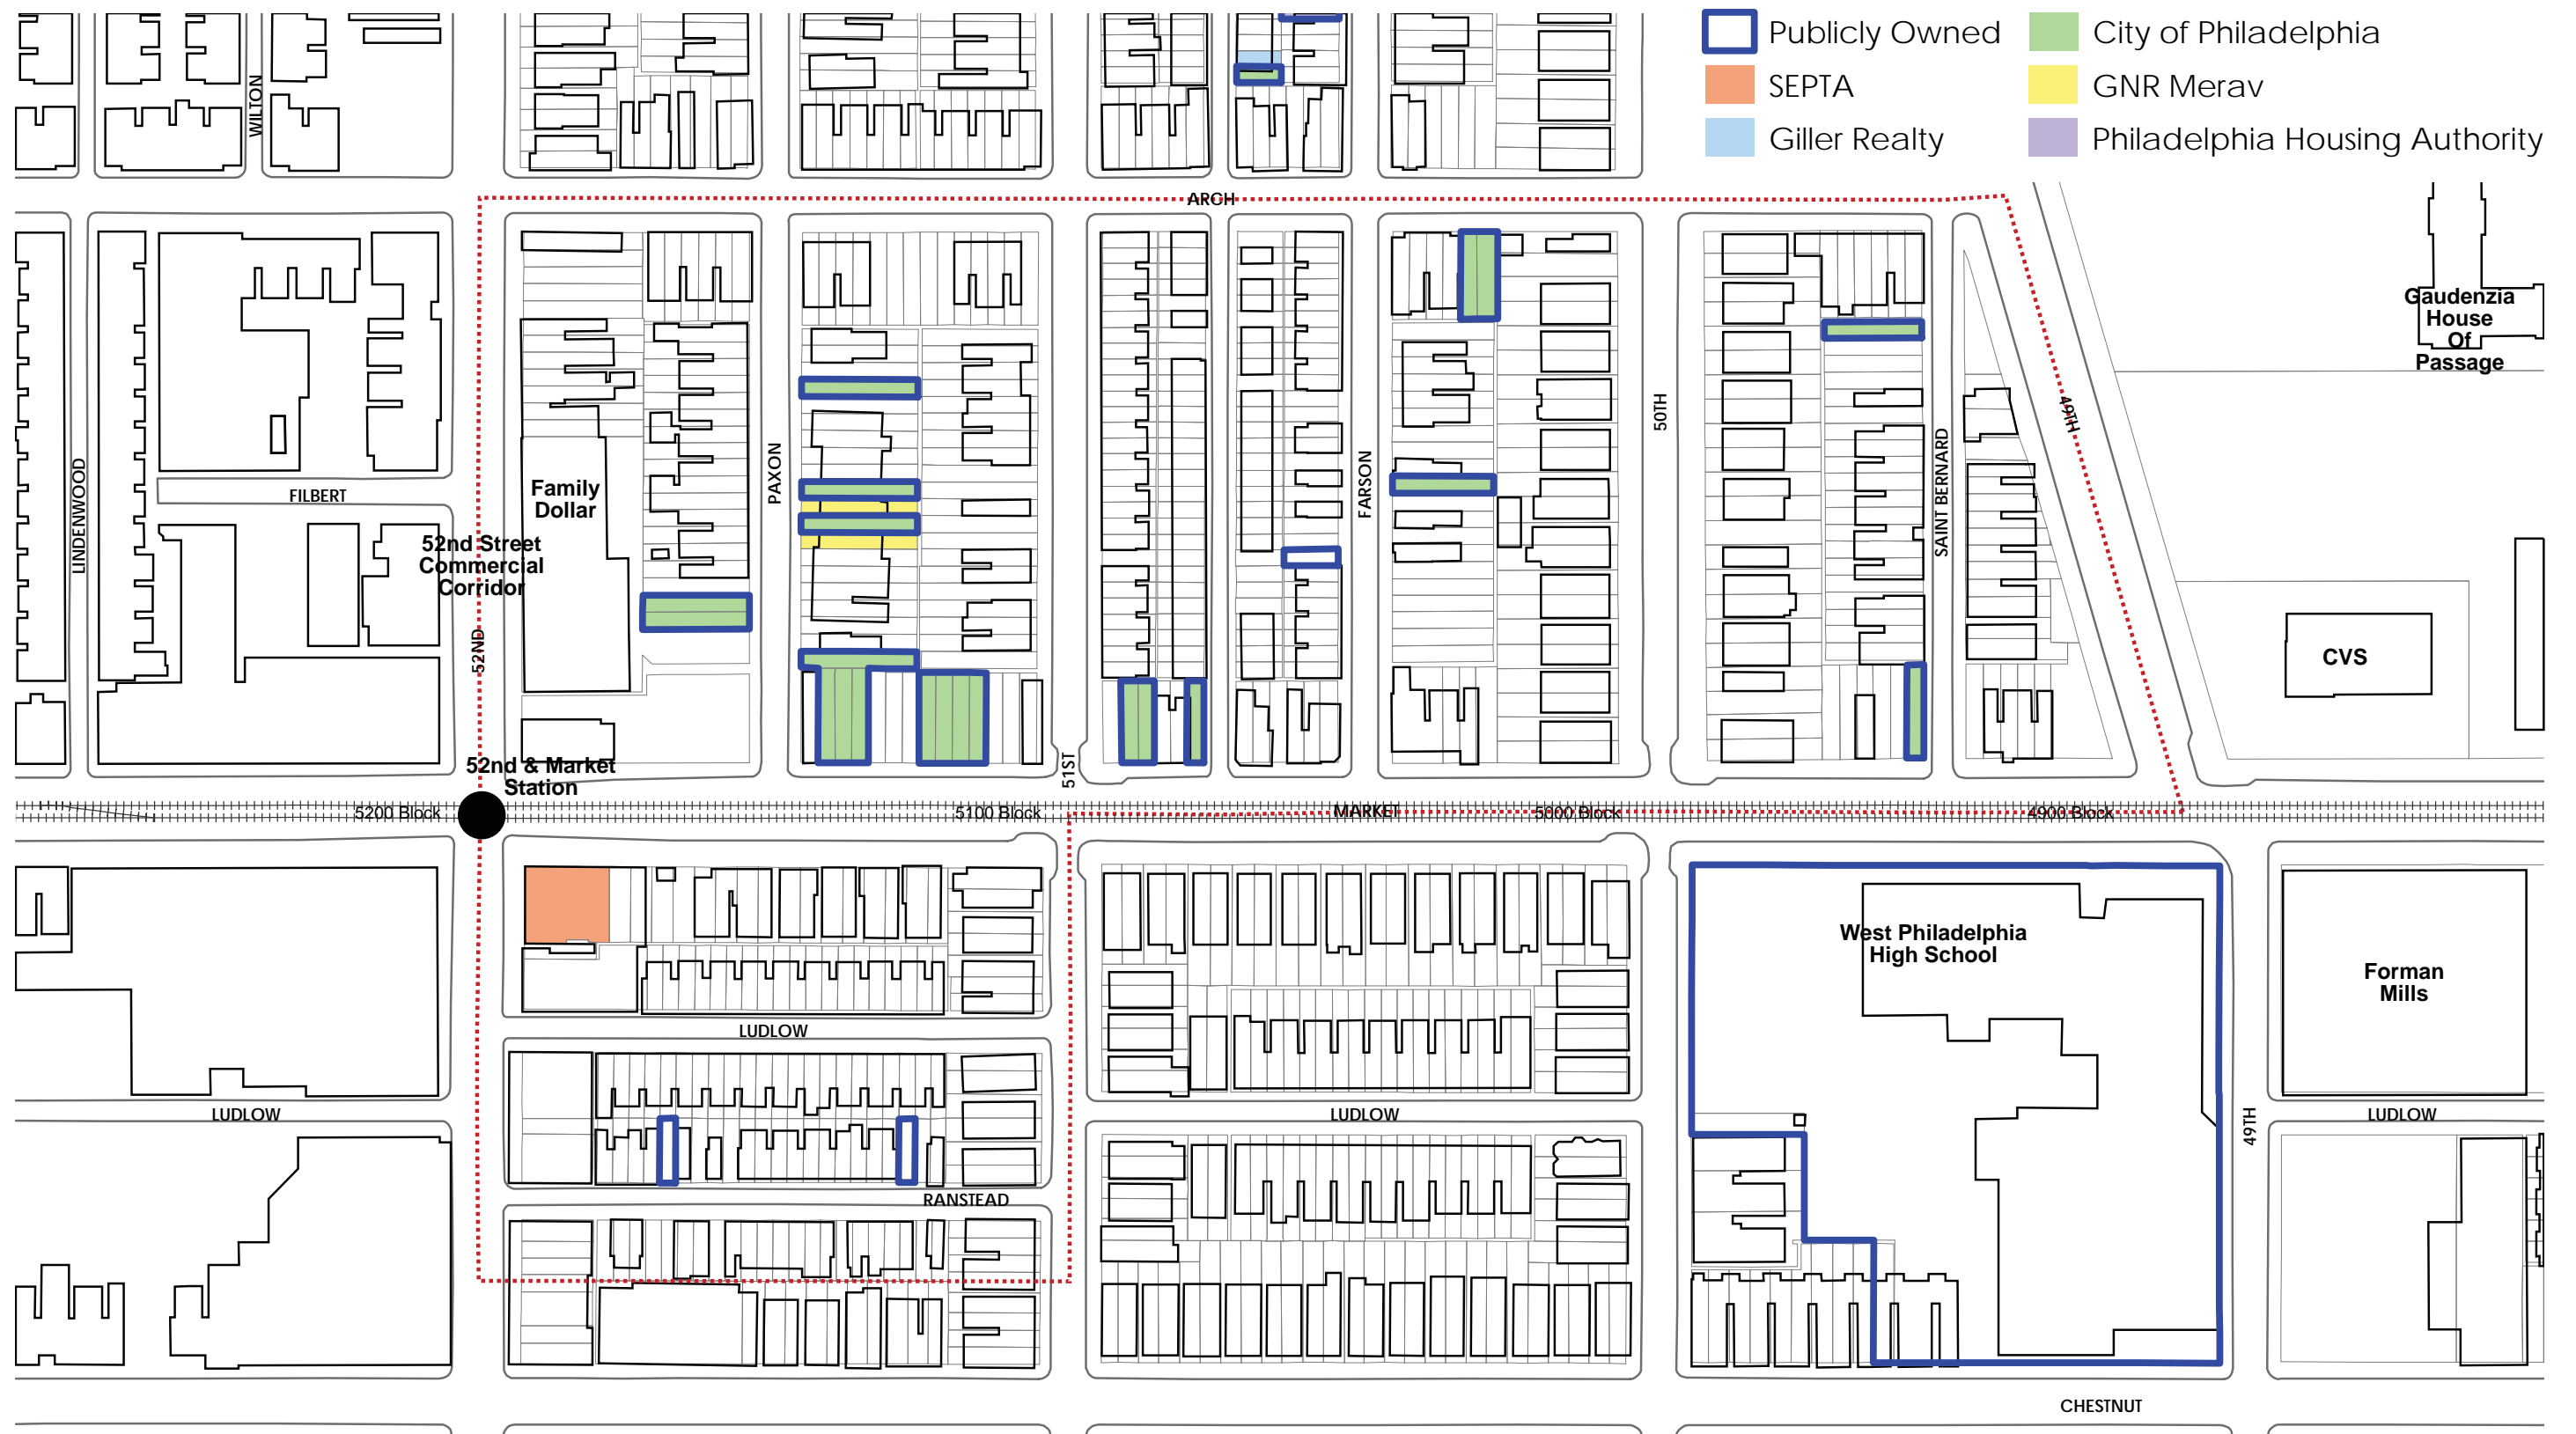 Publicly Owned
City of Philadelphia
SEPTA
GNR Merav
Giller Realty
Philadelphia Housing Authority
WILTON
ARCH
Gaudenzia
House
Of
Passage
49TH
50TH
LINDENWOOD
FILBERT
Family
Dollar
PAXON
FARSON
SAINT BERNARD
52nd Street
Commercial
Corridor
52ND
CVS
52nd & Market
Station
51ST
5200 Block
5100 Block
MARKET
5000 Block
4900 Block
West Philadelphia
High School
Forman
Mills
LUDLOW
LUDLOW
LUDLOW
49TH
LUDLOW
RANSTEAD
CHESTNUT